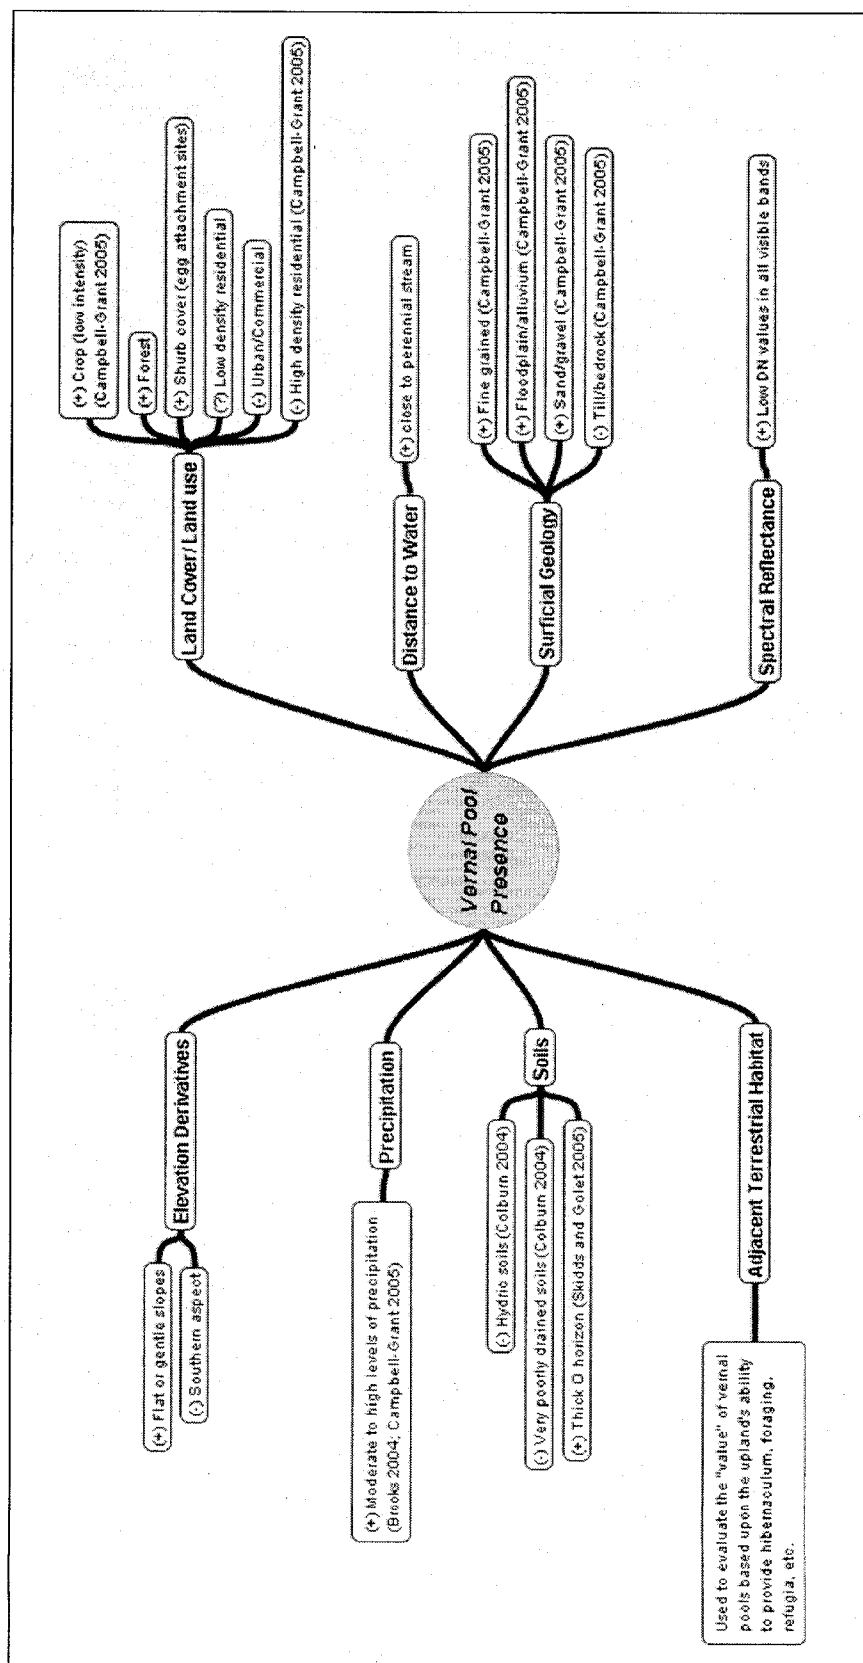 Vernal Pool
Presence
Elevation Derivatives
(+) Flat or gentle slopes
(-) Southern aspect
Precipitation
(+) Moderate to high levels of precipitation
(Brooks 2004; Campbell-Grant 2005)
Soils
(-) Hydric soils (Colburn 2004)
(-) Very poorly drained soils (Colburn 2004)
(+) Thick O horizon (Skidds and Golet 2005)
Adjacent Terrestrial Habitat
Used to evaluate the "value" of vernal
pools based upon the upland's ability
to provide hibernaculum, foraging,
refugia, etc.
Land Cover/ Land use
(+) Crop (low intensity)
(Campbell-Grant 2005)
(+) Forest
(+) Shurb cover (egg attachment sites)
(?) Low density residential
(-) Urban/Commercial
(-) High density residential (Campbell-Grant 2005)
Distance to Water
(+) close to perennial stream
Surficial Geology
(+) Fine grained (Campbell-Grant 2005)
(+) Floodplain/alluvium (Campbell-Grant 2005)
(+) Sand/gravel (Campbell-Grant 2005)
(-) Till/bedrock (Campbell-Grant 2005)
Spectral Reflectance
(+) Low DN values in all visible bands